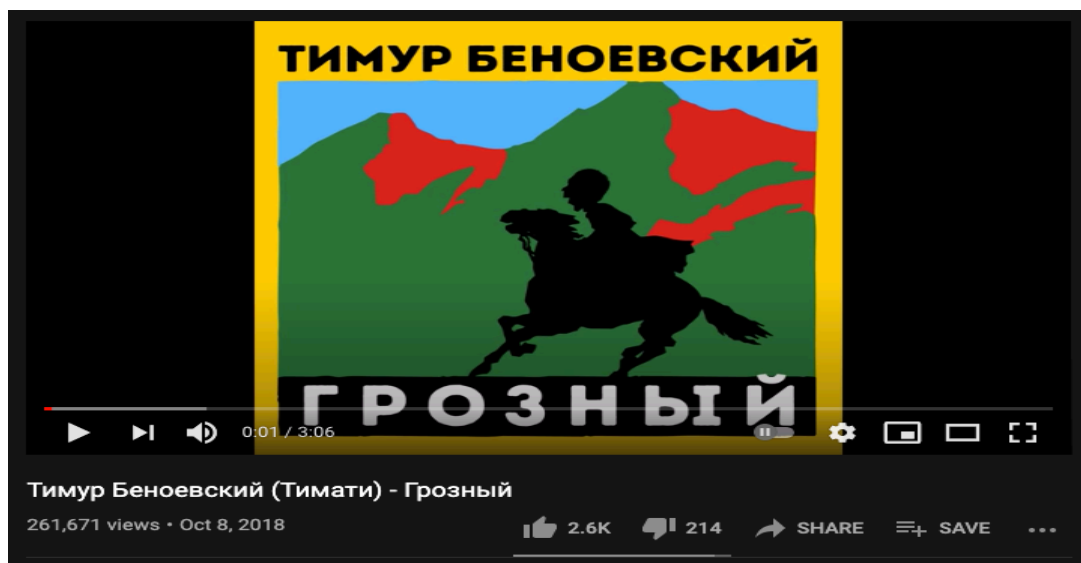 ТИМУР БЕНОЕВСКИЙ
ГРОЗНЫЙ
0:01 / 3:06
Тимур Беноевский (Тимати) - Грозный
261,671 views • Oct 8, 2018
2.6K 214 SHARE SAVE